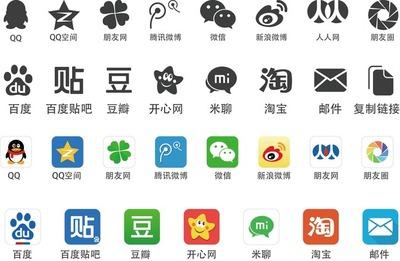 QQ QQ空间 朋友网 腾讯微博 微信 新浪微博 人人网 朋友圈
du 贴 豆 mi 淘
百度 百度贴吧 豆瓣 开心网 米聊 淘宝 邮件 复制链接
QQ QQ空间 朋友网 腾讯微博 微信 新浪微博 朋友网 朋友圈
du 贴 豆 mi 淘
百度 百度贴吧 豆瓣 开心网 米聊 淘宝 邮件